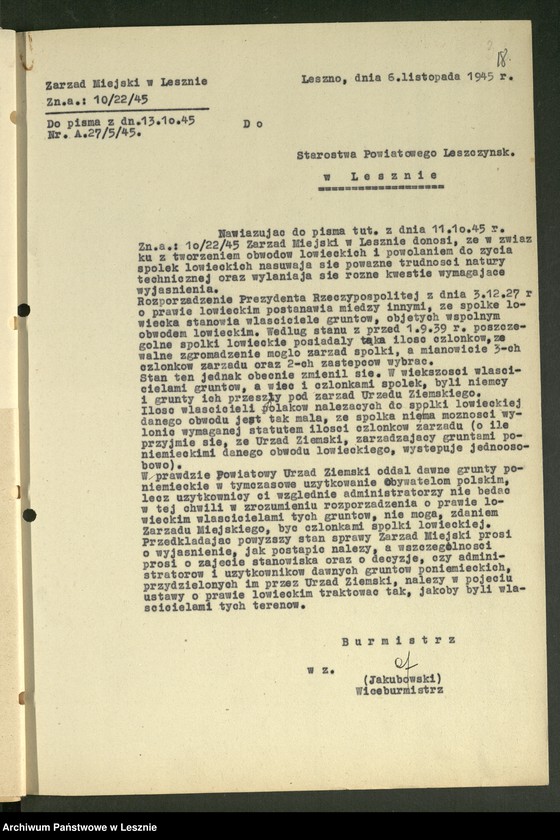 18.
Zarzad Miejski w Lesznie
Leszno, dnia 6.listopada 1945 r.
Zn.a.: 10/22/45
Do pisma z dn.13.1o.45
Nr. A.27/5/45.
D o
Starostwa Powiatowego Leszczynsk.
w L e s z n i e
Nawiazujac do pisma tut. z dnia 11.1o.45 r.
Zn.a.: 1o/22/45 Zarzad Miejski w Lesznie donosi, ze w zwiaz
ku z tworzeniem obwodow lowieckich i powolaniem do zycia
spolek lowieckich nasuwaja sie powazne trudnosci natury
technicznej oraz wylaniaja sie rozne kwestie wymagajace
wyjasnienia.
Rozporzadzenie Prezydenta Rzeczypospolitej z dnia 3.12.27 r
o prawie lowieckim postanawia miedzy innymi, ze spolke lo-
wiecka stanowia wlasciciele gruntow, objetych wspolnym
obwodem lowieckim. Wedlug stanu z przed 1.9.39 r. poszcze-
golne spolki lowieckie posiadaly taka ilosc czlonkow, ze
walne zgromadzenie moglo zarzad spolki, a mianowicie 3-ch
czlonkow zarzadu oraz 2-ch zastepcow wybrac.
Stan ten jednak obecnie zmienil sie. W wiekszosci wlasci-
cielami gruntow, a wiec i czlonkami spolek, byli niemcy
i grunty ich przeszly pod zarzad Urzedu Ziemskiego.
Ilosc wlascicieli polakow nalezacych do spolki lowieckiej
danego obwodu jest tak mala, ze spolka niema moznosci wy-
lonic wymaganej statutem ilosci czlonkow zarzadu (o ile
przyjmie sie, ze Urzad Ziemski, zarzadzajacy gruntami po-
niemieckimi danego obwodu lowieckiego, wystepuje jednooso-
bowo).
W prawdzie Powiatowy Urzad Ziemski oddal dawne grunty po-
niemieckie w tymczasowe uzytkowanie Obywatelom polskim,
lecz uzytkownicy ci wzglednie administratorzy nie bedac
w tej chwili w zrozumieniu rozporzadzenia o prawie lo-
wieckim wlascicielami tych gruntow, nie moga, zdaniem
Zarzadu Miejskiego, byc czlonkami spolki lowieckiej.
Przedkladajac powyzszy stan sprawy Zarzad Miejski prosi
o wyjasnienie, jak postapic nalezy, a wszczegolnosci
prosi o zajecie stanowiska oraz o decyzje, czy admini-
stratorow i uzytkownikow dawnych gruntow poniemieckich,
przydzielonych im przez Urzad Ziemski, nalezy w pojeciu
ustawy o prawie lowieckim traktowac tak, jakoby byli wla-
scicielami tych terenow.
B u r m i s t r z
w z.
(Jakubowski)
Wiceburmistrz
Archiwum Państwowe w Lesznie
Archiwum Państwowe w Lesznie